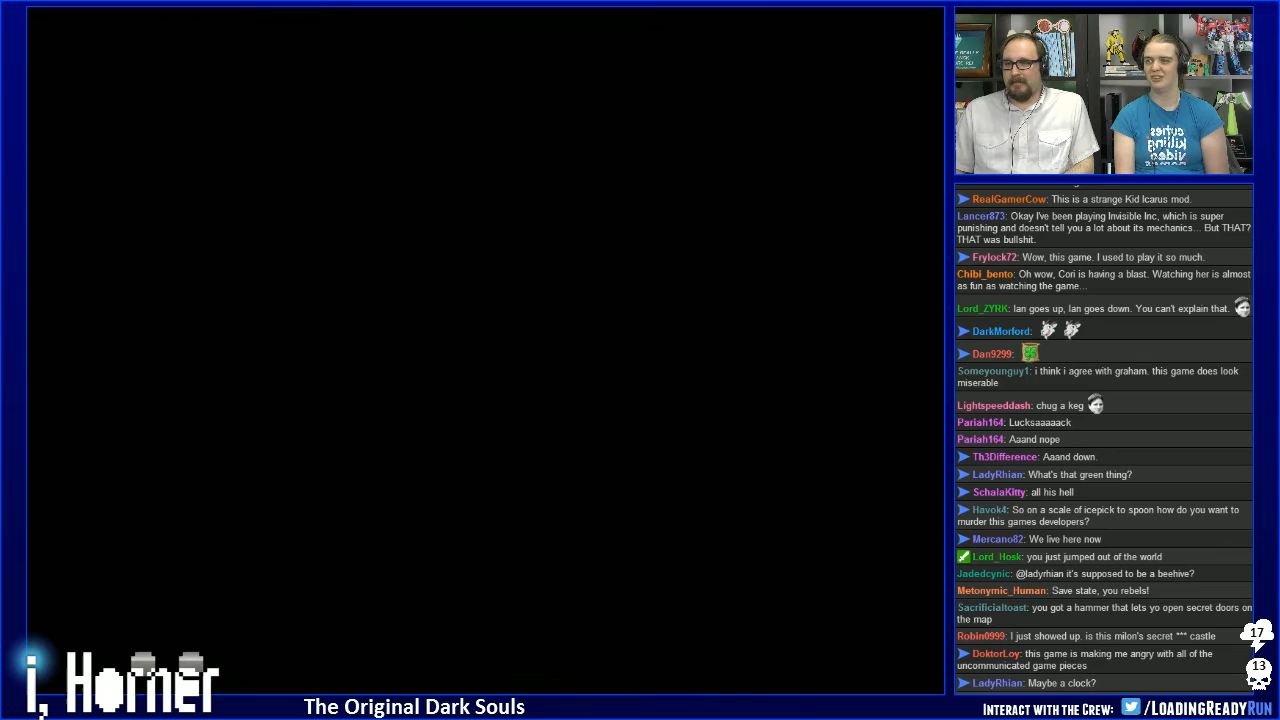 RealGamerCow: This is a strange Kid Icarus mod.
Lancer873: Okay I've been playing Invisible Inc, which is super
punishing and doesn't tell you a lot about its mechanics... But THAT?
THAT was bullshit.
Frylock72: Wow, this game. I used to play it so much.
Chibi_bento: Oh wow, Cori is having a blast. Watching her is almost
as fun as watching the game...
Lord_ZYRK: Ian goes up, Ian goes down. You can't explain that.
DarkMorford:
Dan9299:
Someyounguy1: i think i agree with graham. this game does look
miserable
Lightspeeddash: chug a keg
Pariah164: Lucksaaaaack
Pariah164: Aaand nope
Th3Difference: Aaand down.
LadyRhian: What's that green thing?
SchalaKitty: all his hell
Havok4: So on a scale of icepick to spoon how do you want to
murder this games developers?
Mercano82: We live here now
Lord_Hosk: you just jumped out of the world
Jadedcynic: @ladyrhian it's supposed to be a beehive?
Metonymic_Human: Save state, you rebels!
Sacrificialtoast: you got a hammer that lets yo open secret doors on
the map
Robin0999: I just showed up. is this milon's secret *** castle
DoktorLoy: this game is making me angry with all of the
uncommunicated game pieces
LadyRhian: Maybe a clock?
17
13
i, Horner
The Original Dark Souls
INTERACT WITH THE CREW: /LOADINGREADYRUN
cuties
killing
video
games